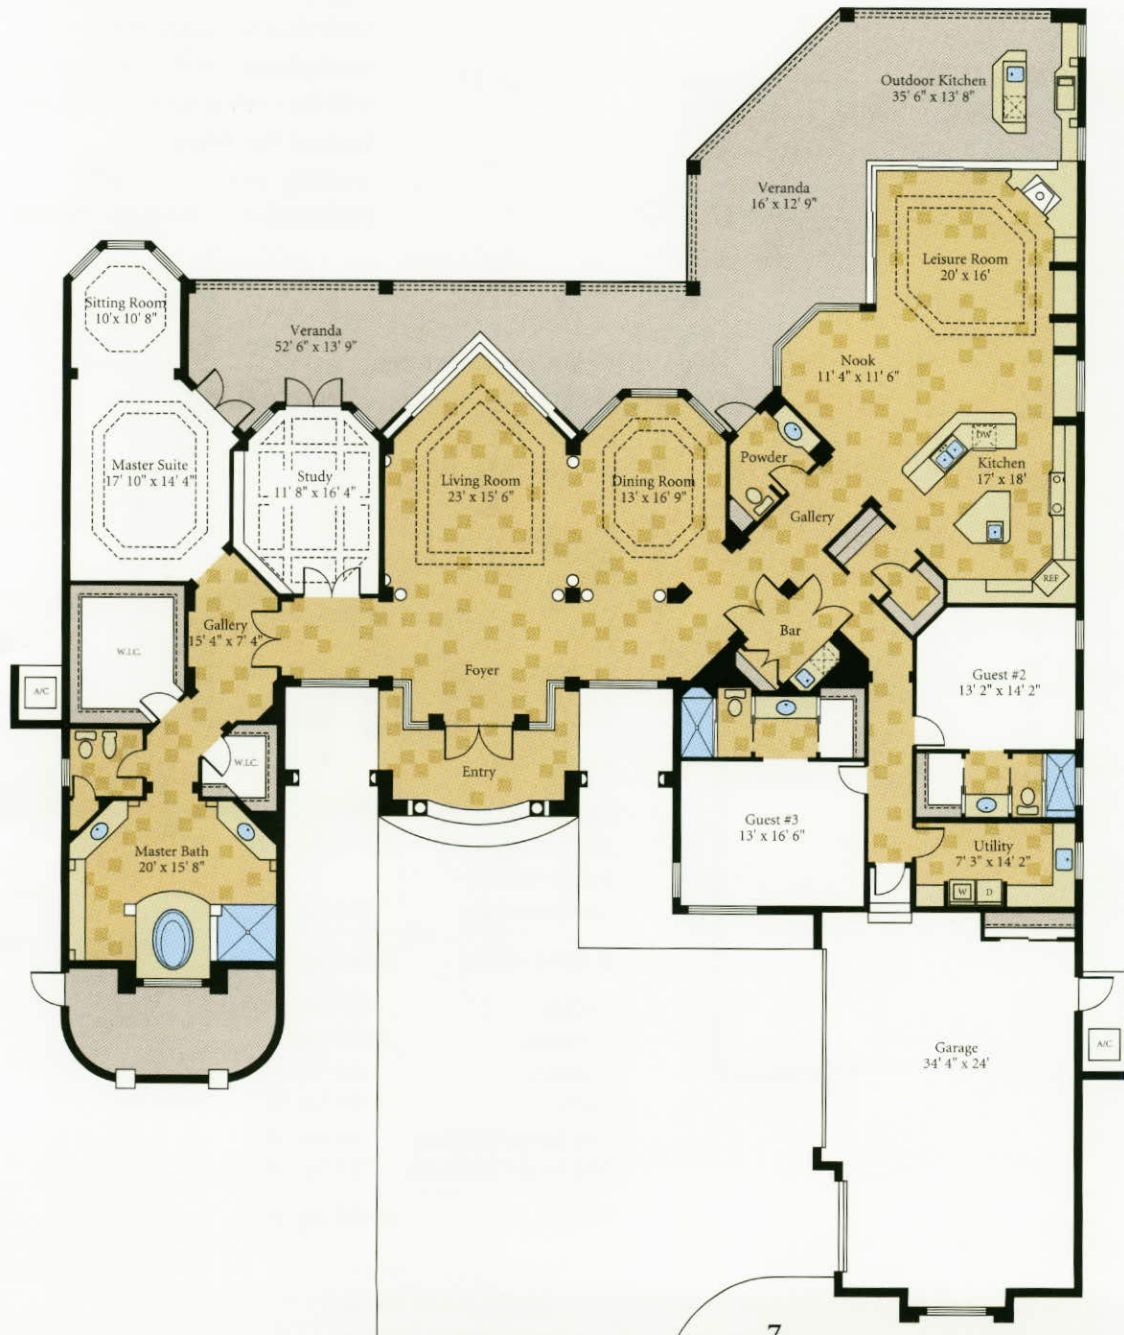 Outdoor Kitchen
35' 6" x 13' 8"
Veranda
16' x 12' 9"
Leisure Room
20' x 16'
Sitting Room
10' x 10' 8"
Veranda
52' 6" x 13' 9"
Nook
11' 4" x 11' 6"
DW
Master Suite
17' 10" x 14' 4"
Study
11' 8" x 16' 4"
Living Room
23' x 15' 6"
Dining Room
13' x 16' 9"
Powder
Kitchen
17' x 18'
Gallery
REF
Gallery
15' 4" x 7' 4"
Bar
W.I.C.
Foyer
Guest #2
13' 2" x 14' 2"
A/C
W.I.C.
Entry
Guest #3
13' x 16' 6"
Master Bath
20' x 15' 8"
Utility
7' 3" x 14' 2"
W
D
Garage
34' 4" x 24'
A/C
7